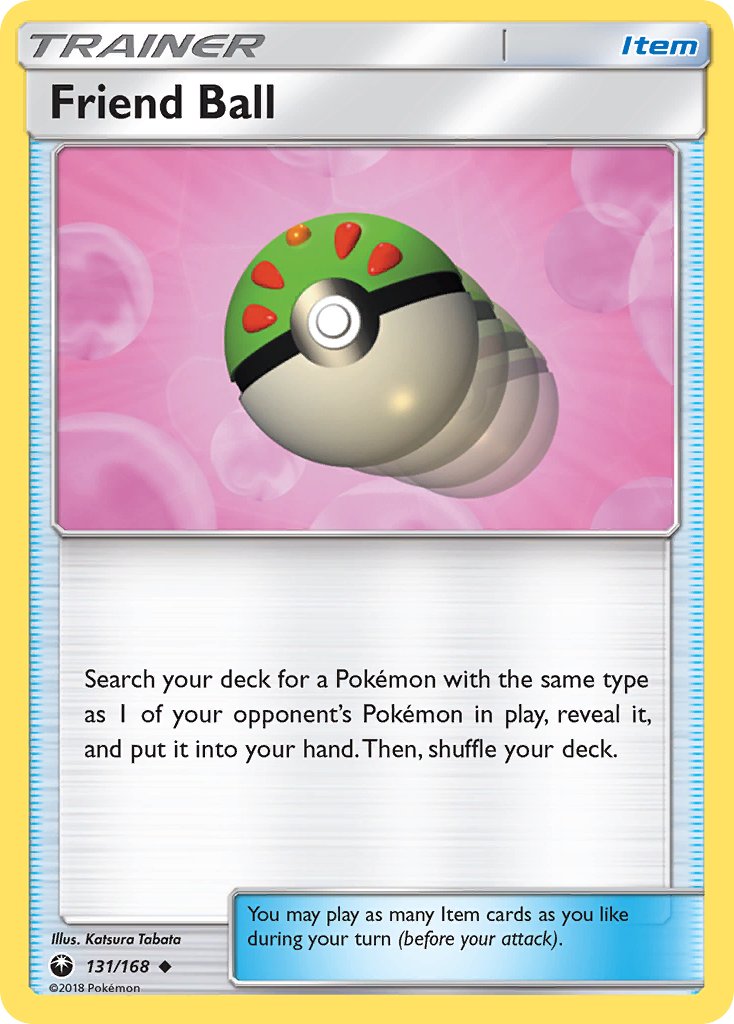 TRAINER
Item
Friend Ball
Search your deck for a Pokémon with the same type
as 1 of your opponent's Pokémon in play, reveal it,
and put it into your hand. Then, shuffle your deck.
You may play as many Item cards as you like
during your turn (before your attack).
Illus. Katsura Tabata
131/168
©2018 Pokémon